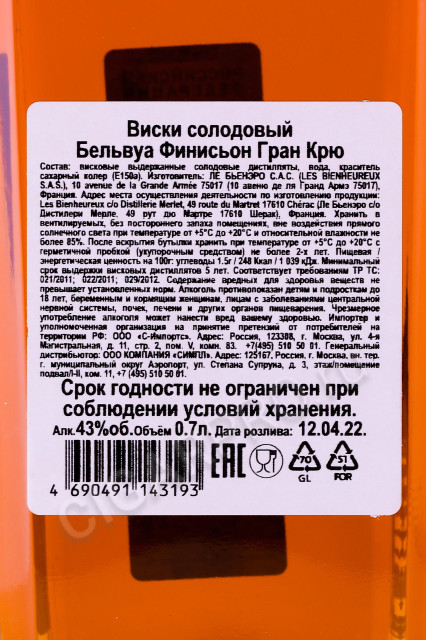 Виски солодовый
Бельвуа Финисьон Гран Крю
Состав: висковые выдержанные солодовые дистилляты, вода, краситель
сахарный колер (Е150а). Изготовитель: ЛЕ БЬЕНЭРО С.А.С. (LES BIENHEUREUX
S.A.S.), 10 avenue de la Grande Armée 75017 (10 авеню де ля Гранд Армэ 75017),
Франция. Адрес места осуществления деятельности по изготовлению продукции:
Les Bienheureux c/o Distillerie Merlet, 49 route du Martret 17610 Chérac (Ле Бьенэро с/о
Дистилери Мерле, 49 рут дю Мартре 17610 Шерак), Франция. Хранить в
вентилируемых, без постороннего запаха помещениях, вне воздействия прямого
солнечного света при температуре от +5°С до +20°С и относительной влажности не
более 85%. После вскрытия бутылки хранить при температуре от +5°С до +20°С с
герметичной пробкой (укупорочным средством) не более 2-х лет. Пищевая /
энергетическая ценность на 100г: углеводы 1.5г / 248 Ккал / 1 039 кДж. Минимальный
срок выдержки висковых дистиллятов 5 лет. Соответствует требованиям ТР ТС:
021/2011; 022/2011; 029/2012. Содержание вредных для здоровья веществ не
превышает установленных норм. Алкоголь противопоказан детям и подросткам до
18 лет, беременным и кормящим женщинам, лицам с заболеваниями центральной
нервной системы, почек, печени и других органов пищеварения. Чрезмерное
употребление алкоголя может нанести вред вашему здоровью. Импортер и
уполномоченная организация на принятие претензий от потребителей на
территории РФ: ООО «С-Импортс». Адрес: Россия, 123308, г. Москва, ул. 4-я
Магистральная, д. 11, стр. 2, пом. V, комн. 83. +7(495) 510 50 01. Генеральный
дистрибьютор: ООО КОМПАНИЯ «СИМПЛ». Адрес: 125167, Россия, г. Москва, вн. тер.
г. муниципальный округ Аэропорт, ул. Степана Супруна, д. 3, этаж/помещение
подвал/I-II, ком. 11, +7 (495) 510 50 01.
Срок годности не ограничен при
соблюдении условий хранения.
Алк.43%об.Объём 0.7л. Дата розлива: 12.04.22.
4 690491 143193
EAC
70
GL
51
FOR